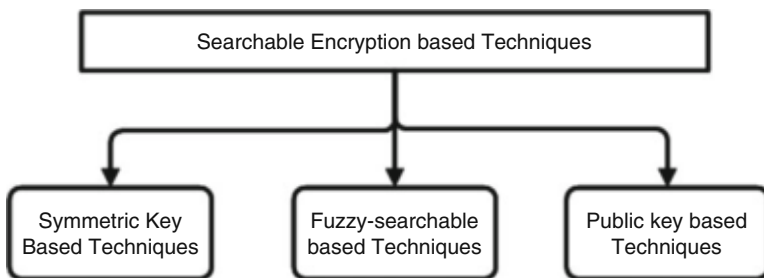 Searchable Encryption based Techniques
Symmetric Key
Based Techniques
Fuzzy-searchable
based Techniques
Public key based
Techniques